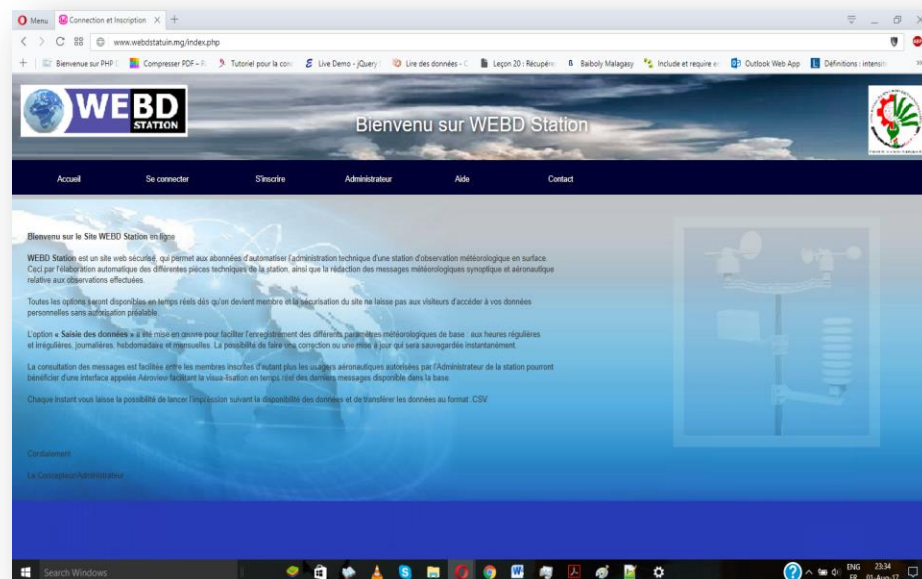 Menu
Connection et Inscription
www.webdstatuin.mg/index.php
Bienvenue sur PHP
Compresser PDF – R
Tutoriel pour la con
Live Demo - jQuery
Lire des données - C
Leçon 20 : Récupére
Baiboly Malagasy
Include et require e
Outlook Web App
Définitions : intensit
WEBD
STATION
Bienvenu sur WEBD Station
Accueil
Se connecter
S'inscrire
Administrateur
Aide
Contact
Bienvenu sur le Site WEBD Station en ligne
WEBD Station est un site web sécurisé, qui permet aux abonnées d'automatiser l'administration technique d'une station d'observation météorologique en surface.
Ceci par l'élaboration automatique des différentes pièces techniques de la station, ainsi que la rédaction des messages météorologiques synoptique et aéronautique
relative aux observations effectuées.
Toutes les options seront disponibles en temps réels dès qu'on devient membre et la sécurisation du site ne laisse pas aux visiteurs d'accéder à vos données
personnelles sans autorisation préalable.
L'option « Saisie des données » a été mise en œuvre pour faciliter l'enregistrement des différents paramètres météorologiques de base : aux heures régulières
et irrégulières, journalières, hebdomadaire et mensuelles. La possibilité de faire une correction ou une mise à jour qui sera sauvegardée instantanément.
La consultation des messages est facilitée entre les membres inscrites d'autant plus les usagers aéronautiques autorisées par l'Administrateur de la station pourront
bénéficier d'une interface appelée Aéroview facilitant la visua-lisation en temps réel des derniers messages disponible dans la base.
Chaque instant vous laisse la possibilité de lancer l'impression suivant la disponibilité des données et de transférer les données au format .CSV.
Cordialement
Le Concepteur/Administrateur
Search Windows
ENG
FR
23:34
01-Aug-17